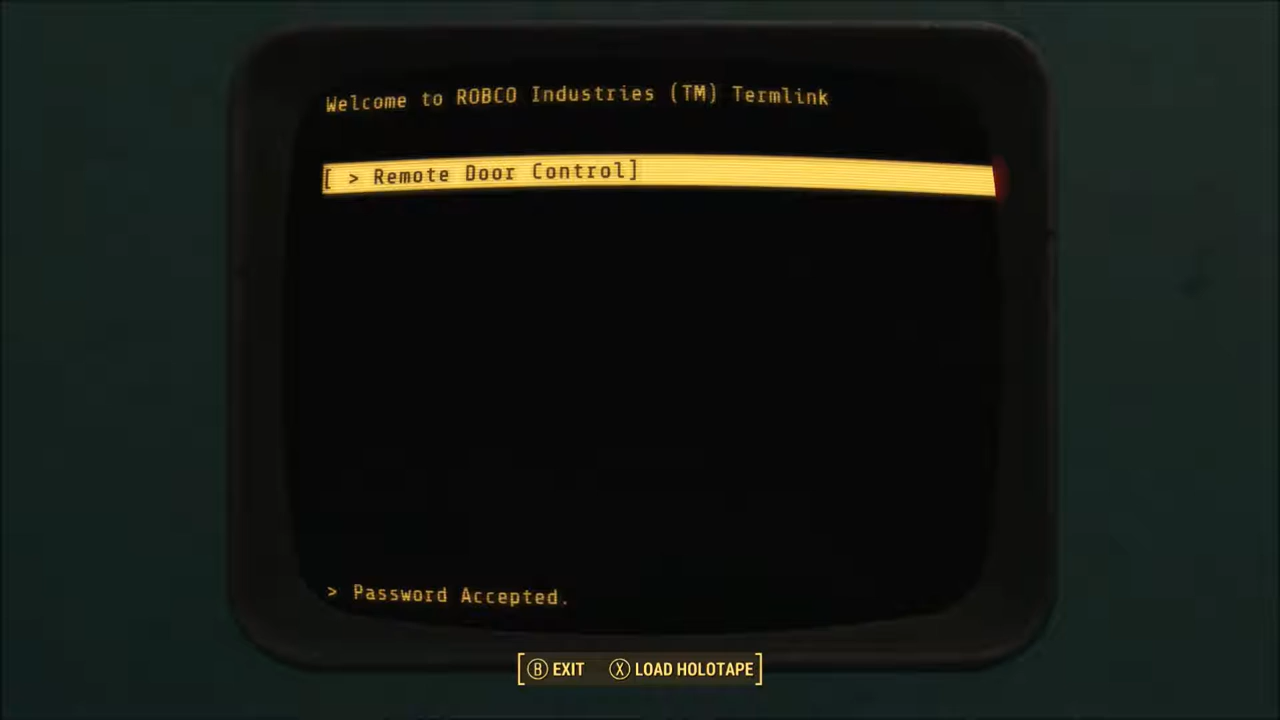 Welcome to ROBCO Industries (TM) Termlink
[ > Remote Door Control]
> Password Accepted.
[ B EXIT X LOAD HOLOTAPE ]